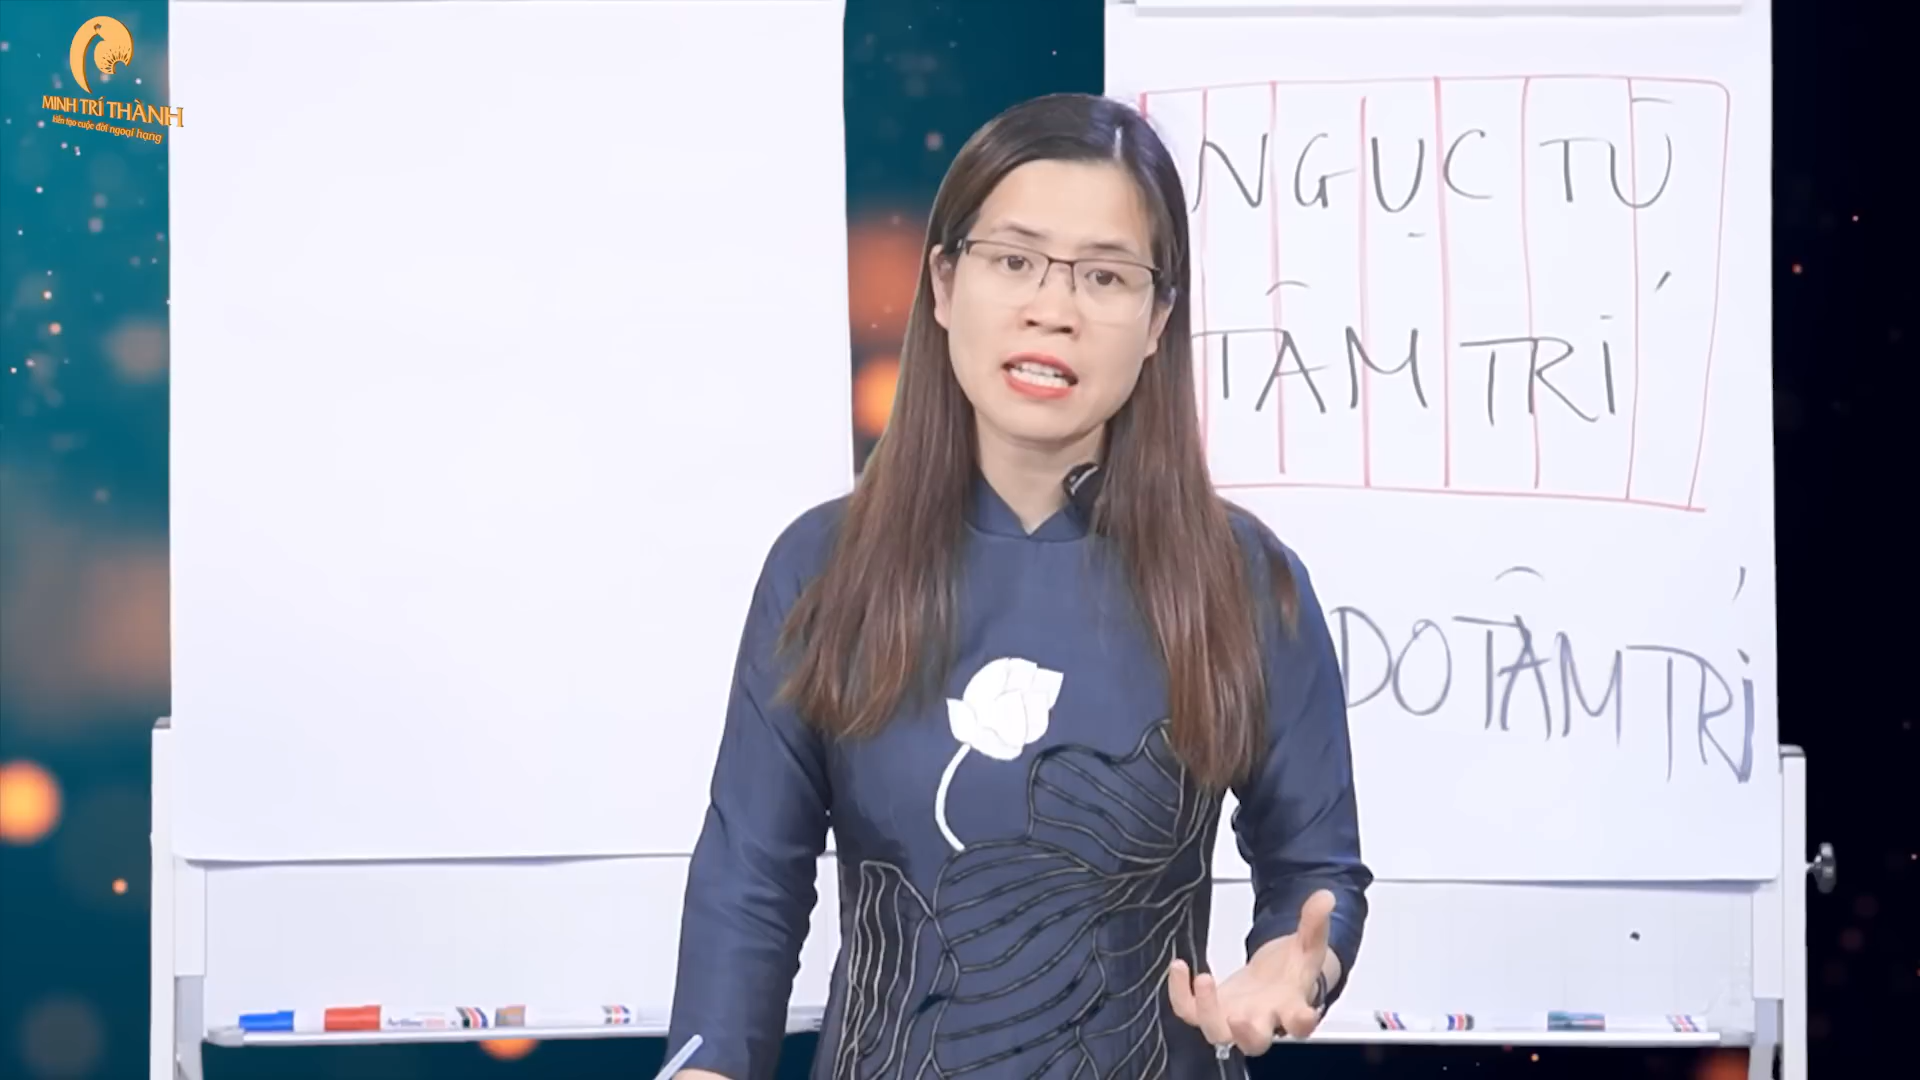 MINH TRÍ THÀNH
Kiến tạo cuộc đời ngoại hạng
NGỤC TÙ
TÂM TRÍ
DO TÂM TRÍ